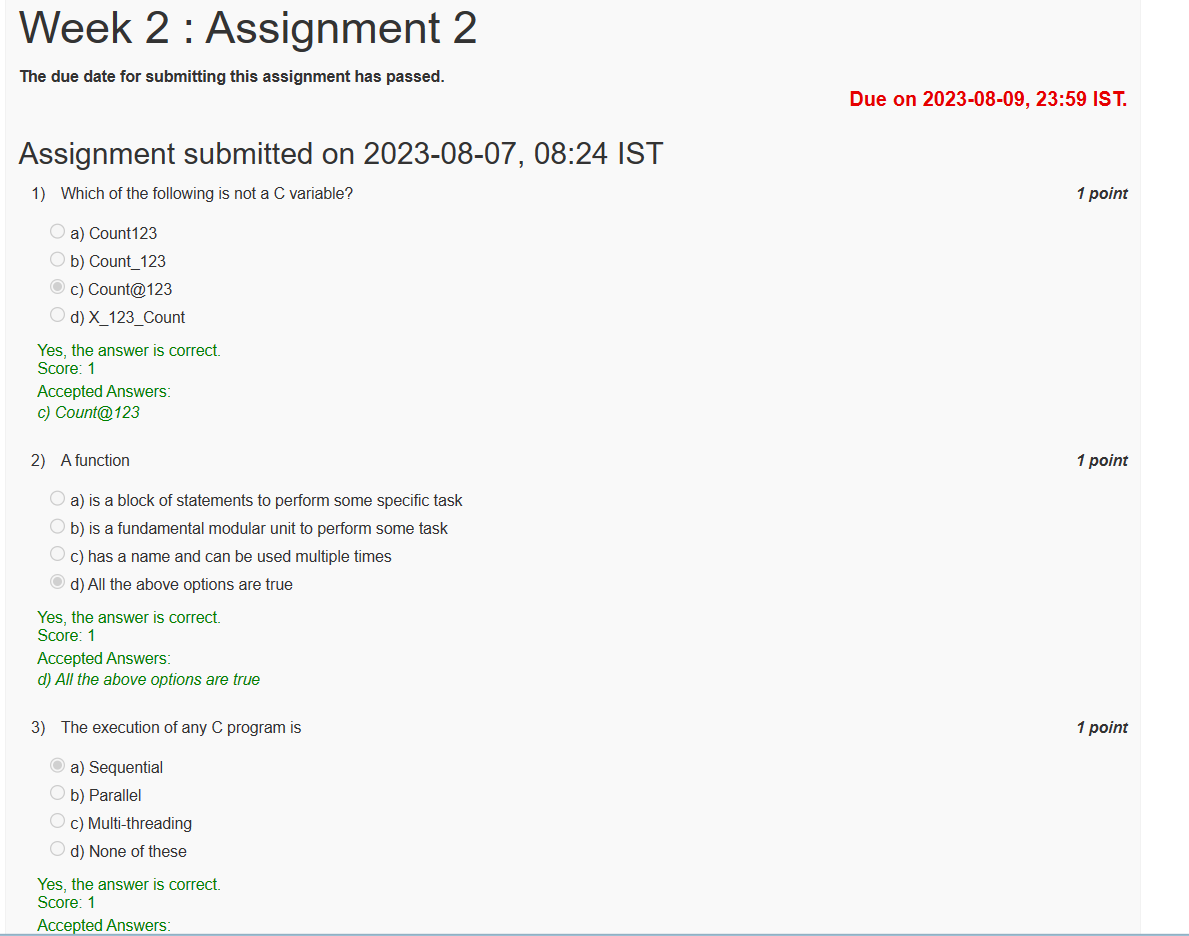 Week 2 : Assignment 2
The due date for submitting this assignment has passed.
Due on 2023-08-09, 23:59 IST.
Assignment submitted on 2023-08-07, 08:24 IST
1) Which of the following is not a C variable? 1 point
a) Count123
b) Count_123
c) Count@123
d) X_123_Count
Yes, the answer is correct.
Score: 1
Accepted Answers:
c) Count@123
2) A function 1 point
a) is a block of statements to perform some specific task
b) is a fundamental modular unit to perform some task
c) has a name and can be used multiple times
d) All the above options are true
Yes, the answer is correct.
Score: 1
Accepted Answers:
d) All the above options are true
3) The execution of any C program is 1 point
a) Sequential
b) Parallel
c) Multi-threading
d) None of these
Yes, the answer is correct.
Score: 1
Accepted Answers: